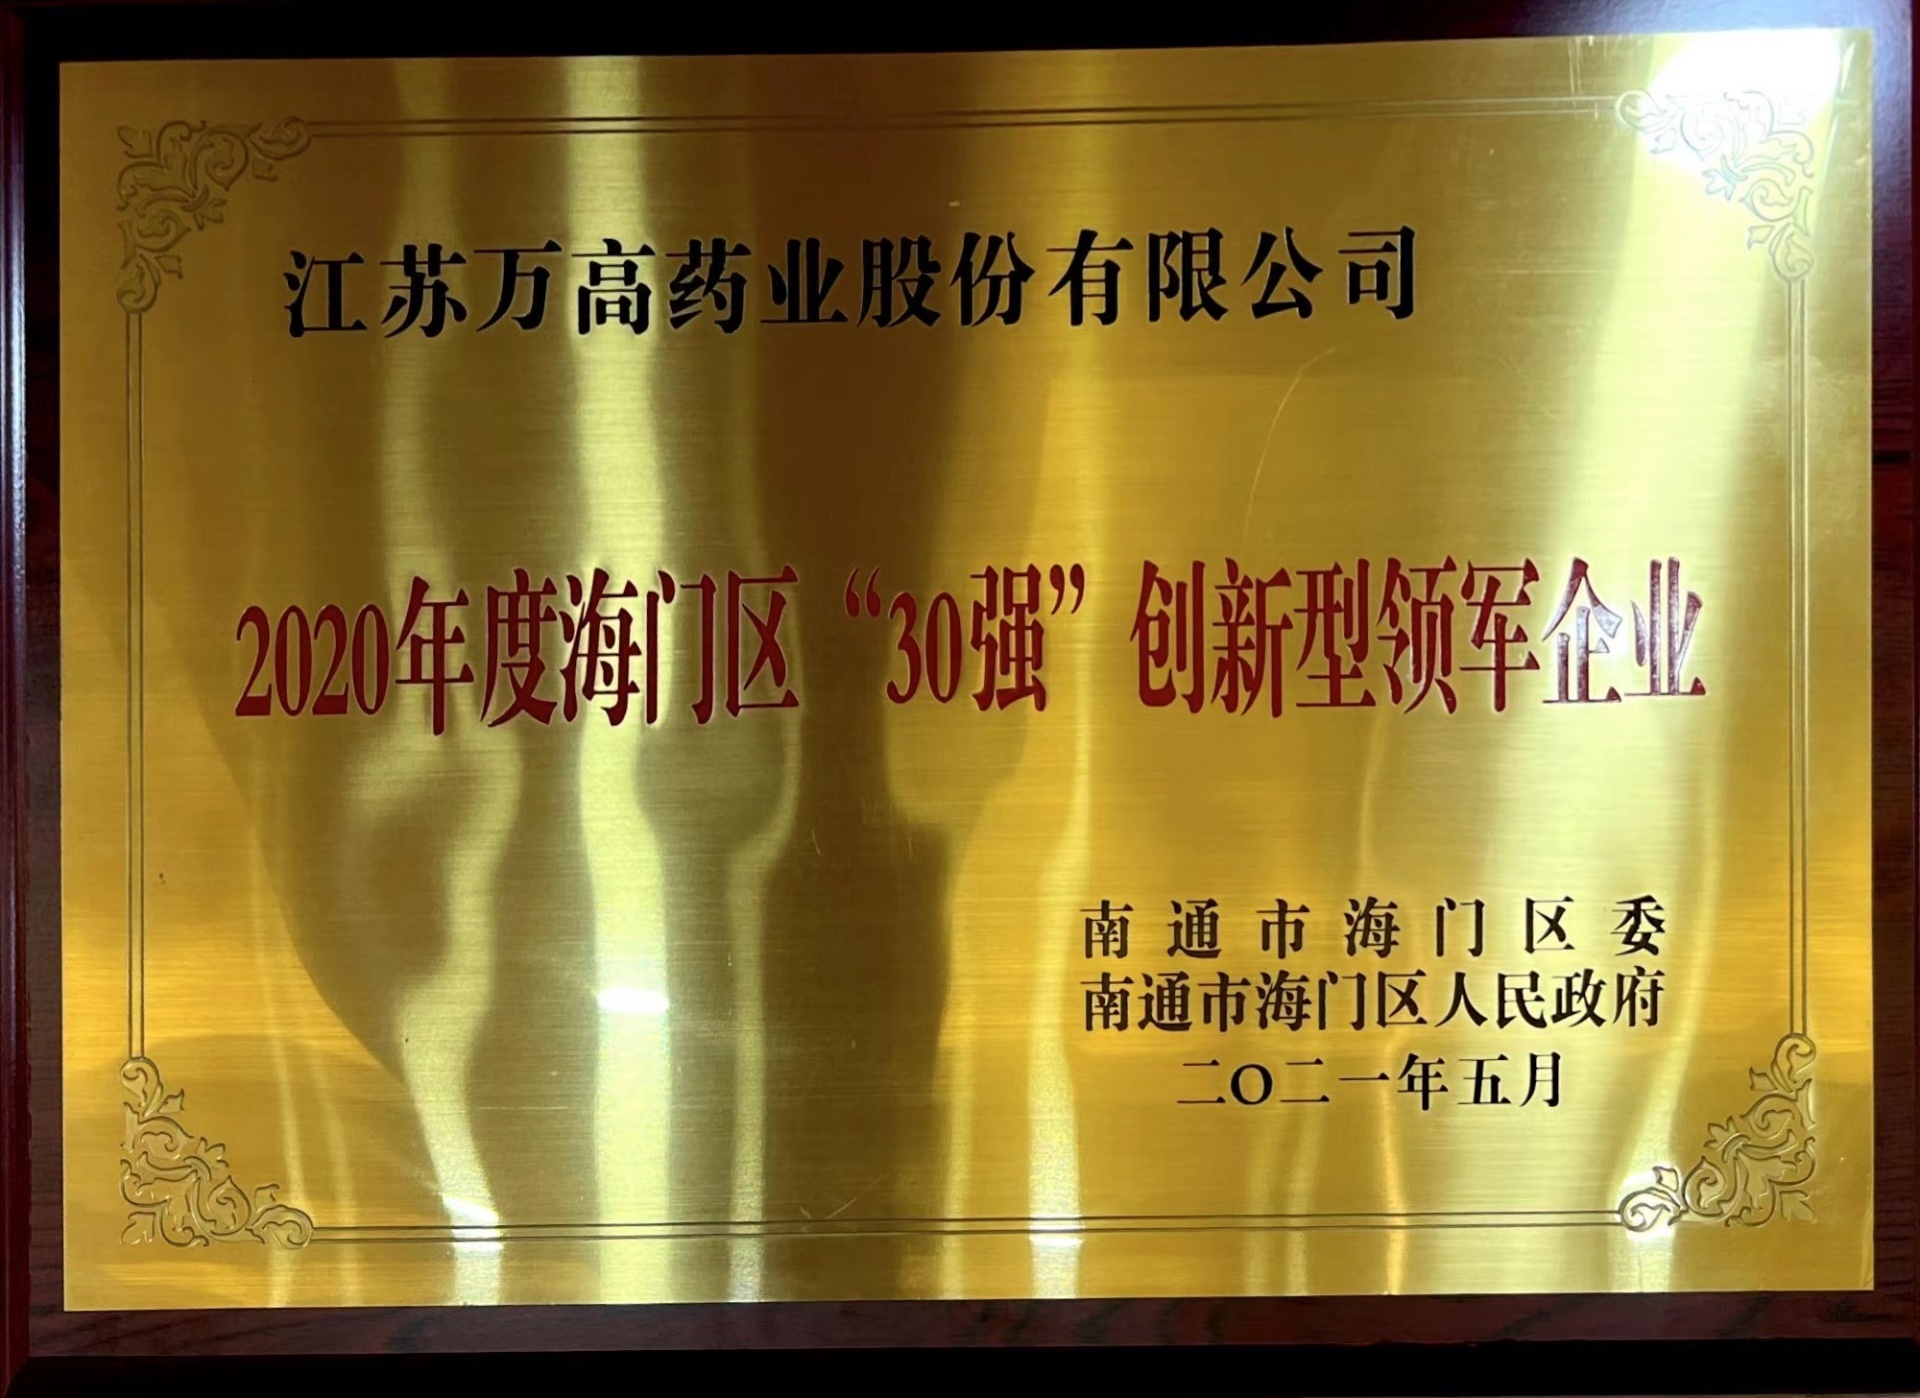 江苏万高药业股份有限公司
2020年度海门区“30强”创新型领军企业
南通市海门区委
南通市海门区人民政府
二〇二一年五月